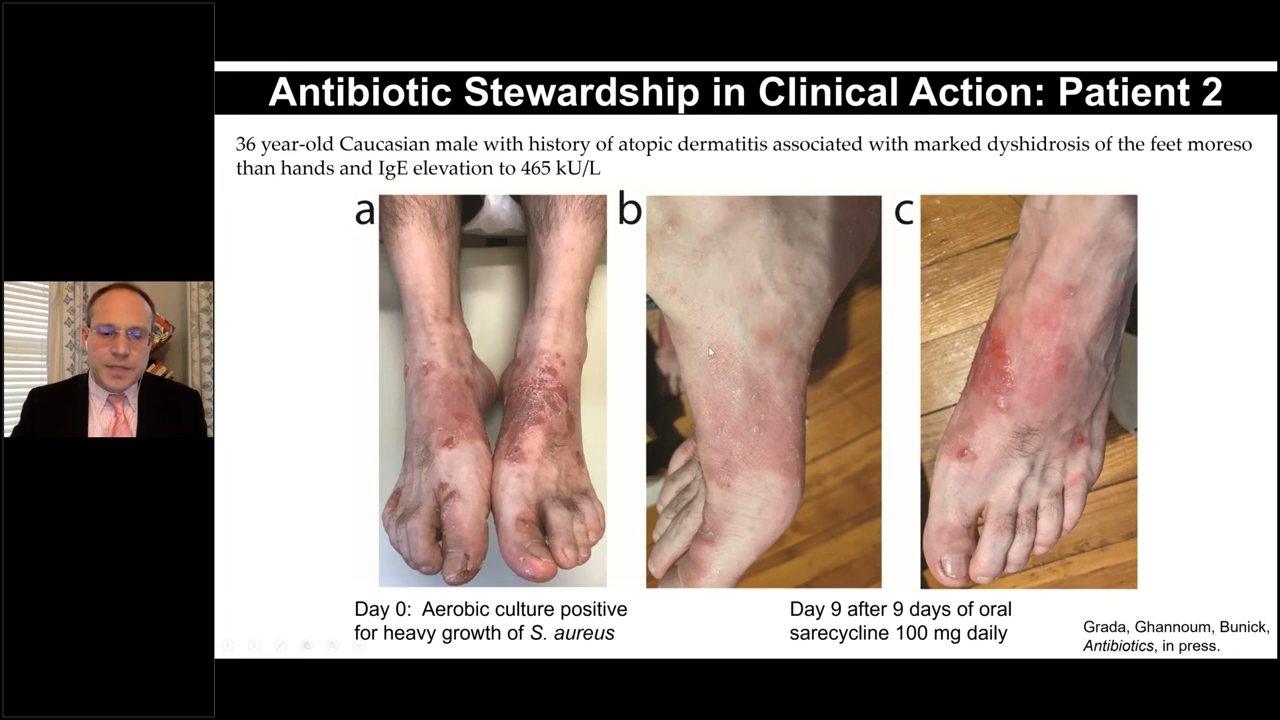 Antibiotic Stewardship in Clinical Action: Patient 2
36 year-old Caucasian male with history of atopic dermatitis associated with marked dyshidrosis of the feet moreso
than hands and IgE elevation to 465 kU/L
a
b
c
Day 0: Aerobic culture positive
for heavy growth of S. aureus
Day 9 after 9 days of oral
sarecycline 100 mg daily
Grada, Ghannoum, Bunick,
Antibiotics, in press.